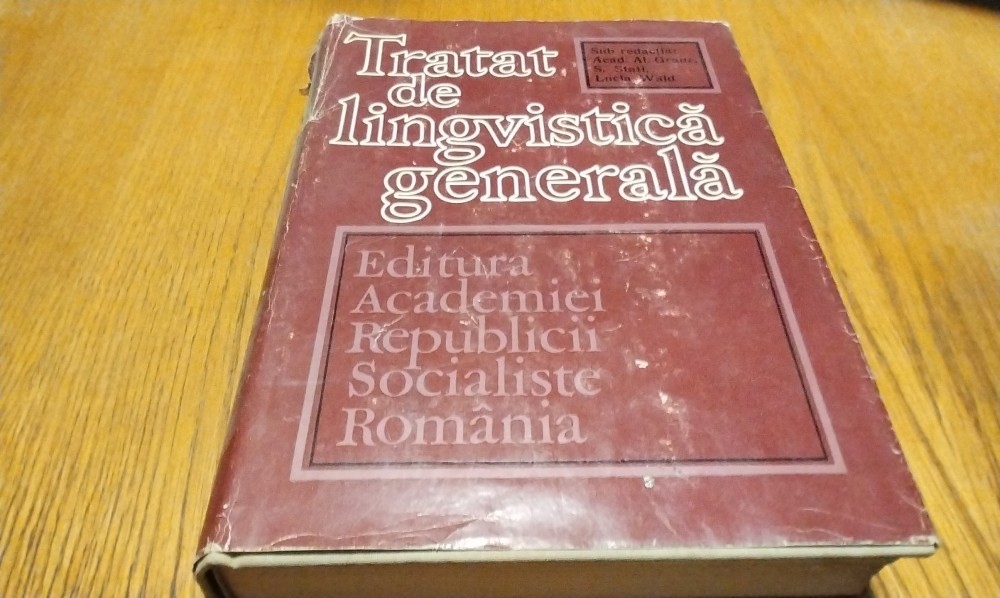 Tratat
de
lingvistică
generală
Sub redacția:
Acad. Al. Graur,
S. Stati,
Lucia Wald
Editura
Academiei
Republicii
Socialiste
România